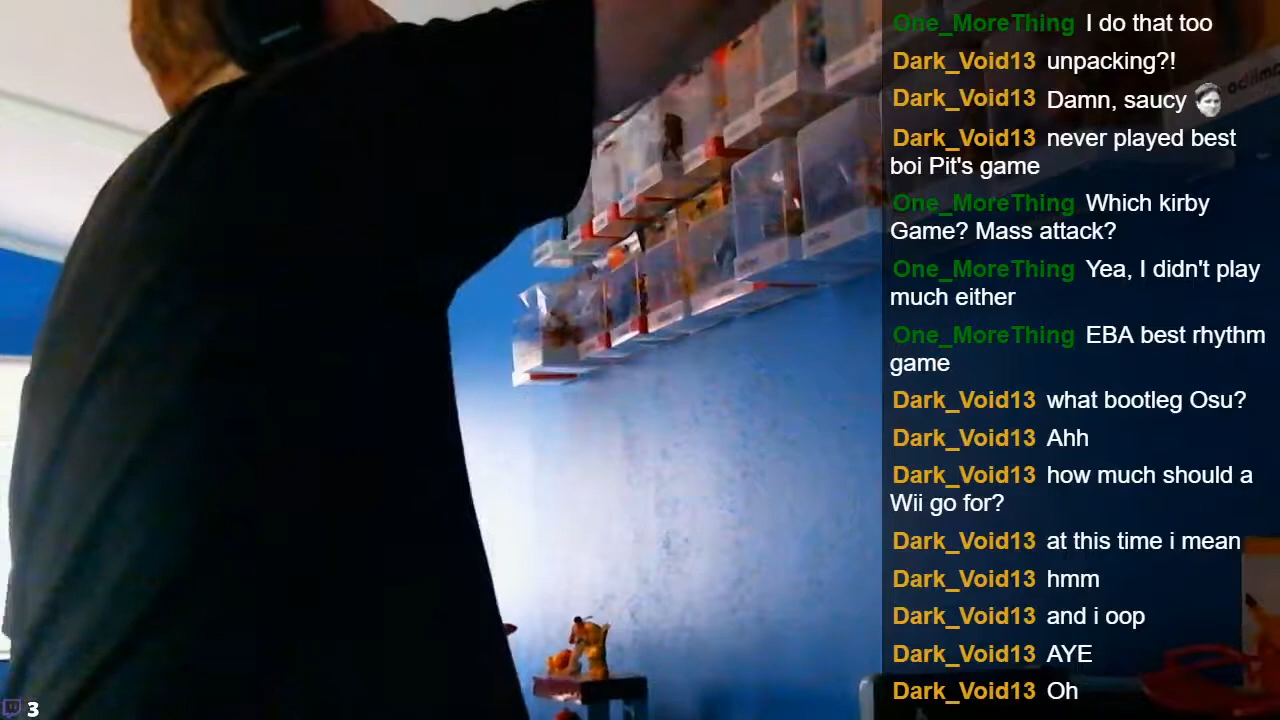 One_MoreThing I do that too
Dark_Void13 unpacking?!
Dark_Void13 Damn, saucy
Dark_Void13 never played best
boi Pit's game
One_MoreThing Which kirby
Game? Mass attack?
One_MoreThing Yea, I didn't play
much either
One_MoreThing EBA best rhythm
game
Dark_Void13 what bootleg Osu?
Dark_Void13 Ahh
Dark_Void13 how much should a
Wii go for?
Dark_Void13 at this time i mean
Dark_Void13 hmm
Dark_Void13 and i oop
Dark_Void13 AYE
Dark_Void13 Oh
3